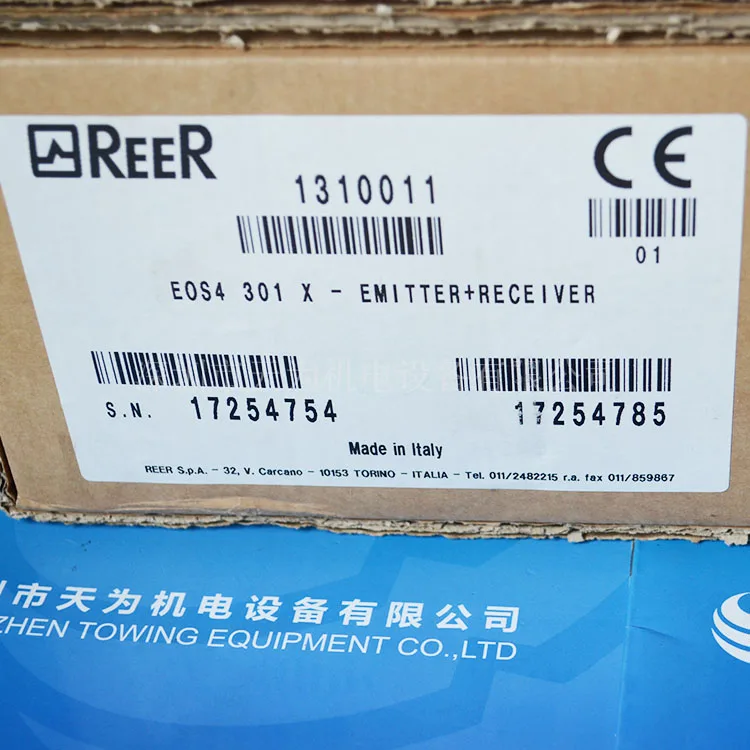 REER
CE
1310011
01
EOS4 301 X - EMITTER+RECEIVER
S.N. 17254754 17254785
Made in Italy
REER S.p.A. - 32, V. Carcano - 10153 TORINO - ITALIA - Tel. 011/2482215 r.a. fax 011/859867
市天为机电设备有限公司
ZHEN TOWING EQUIPMENT CO.,LTD